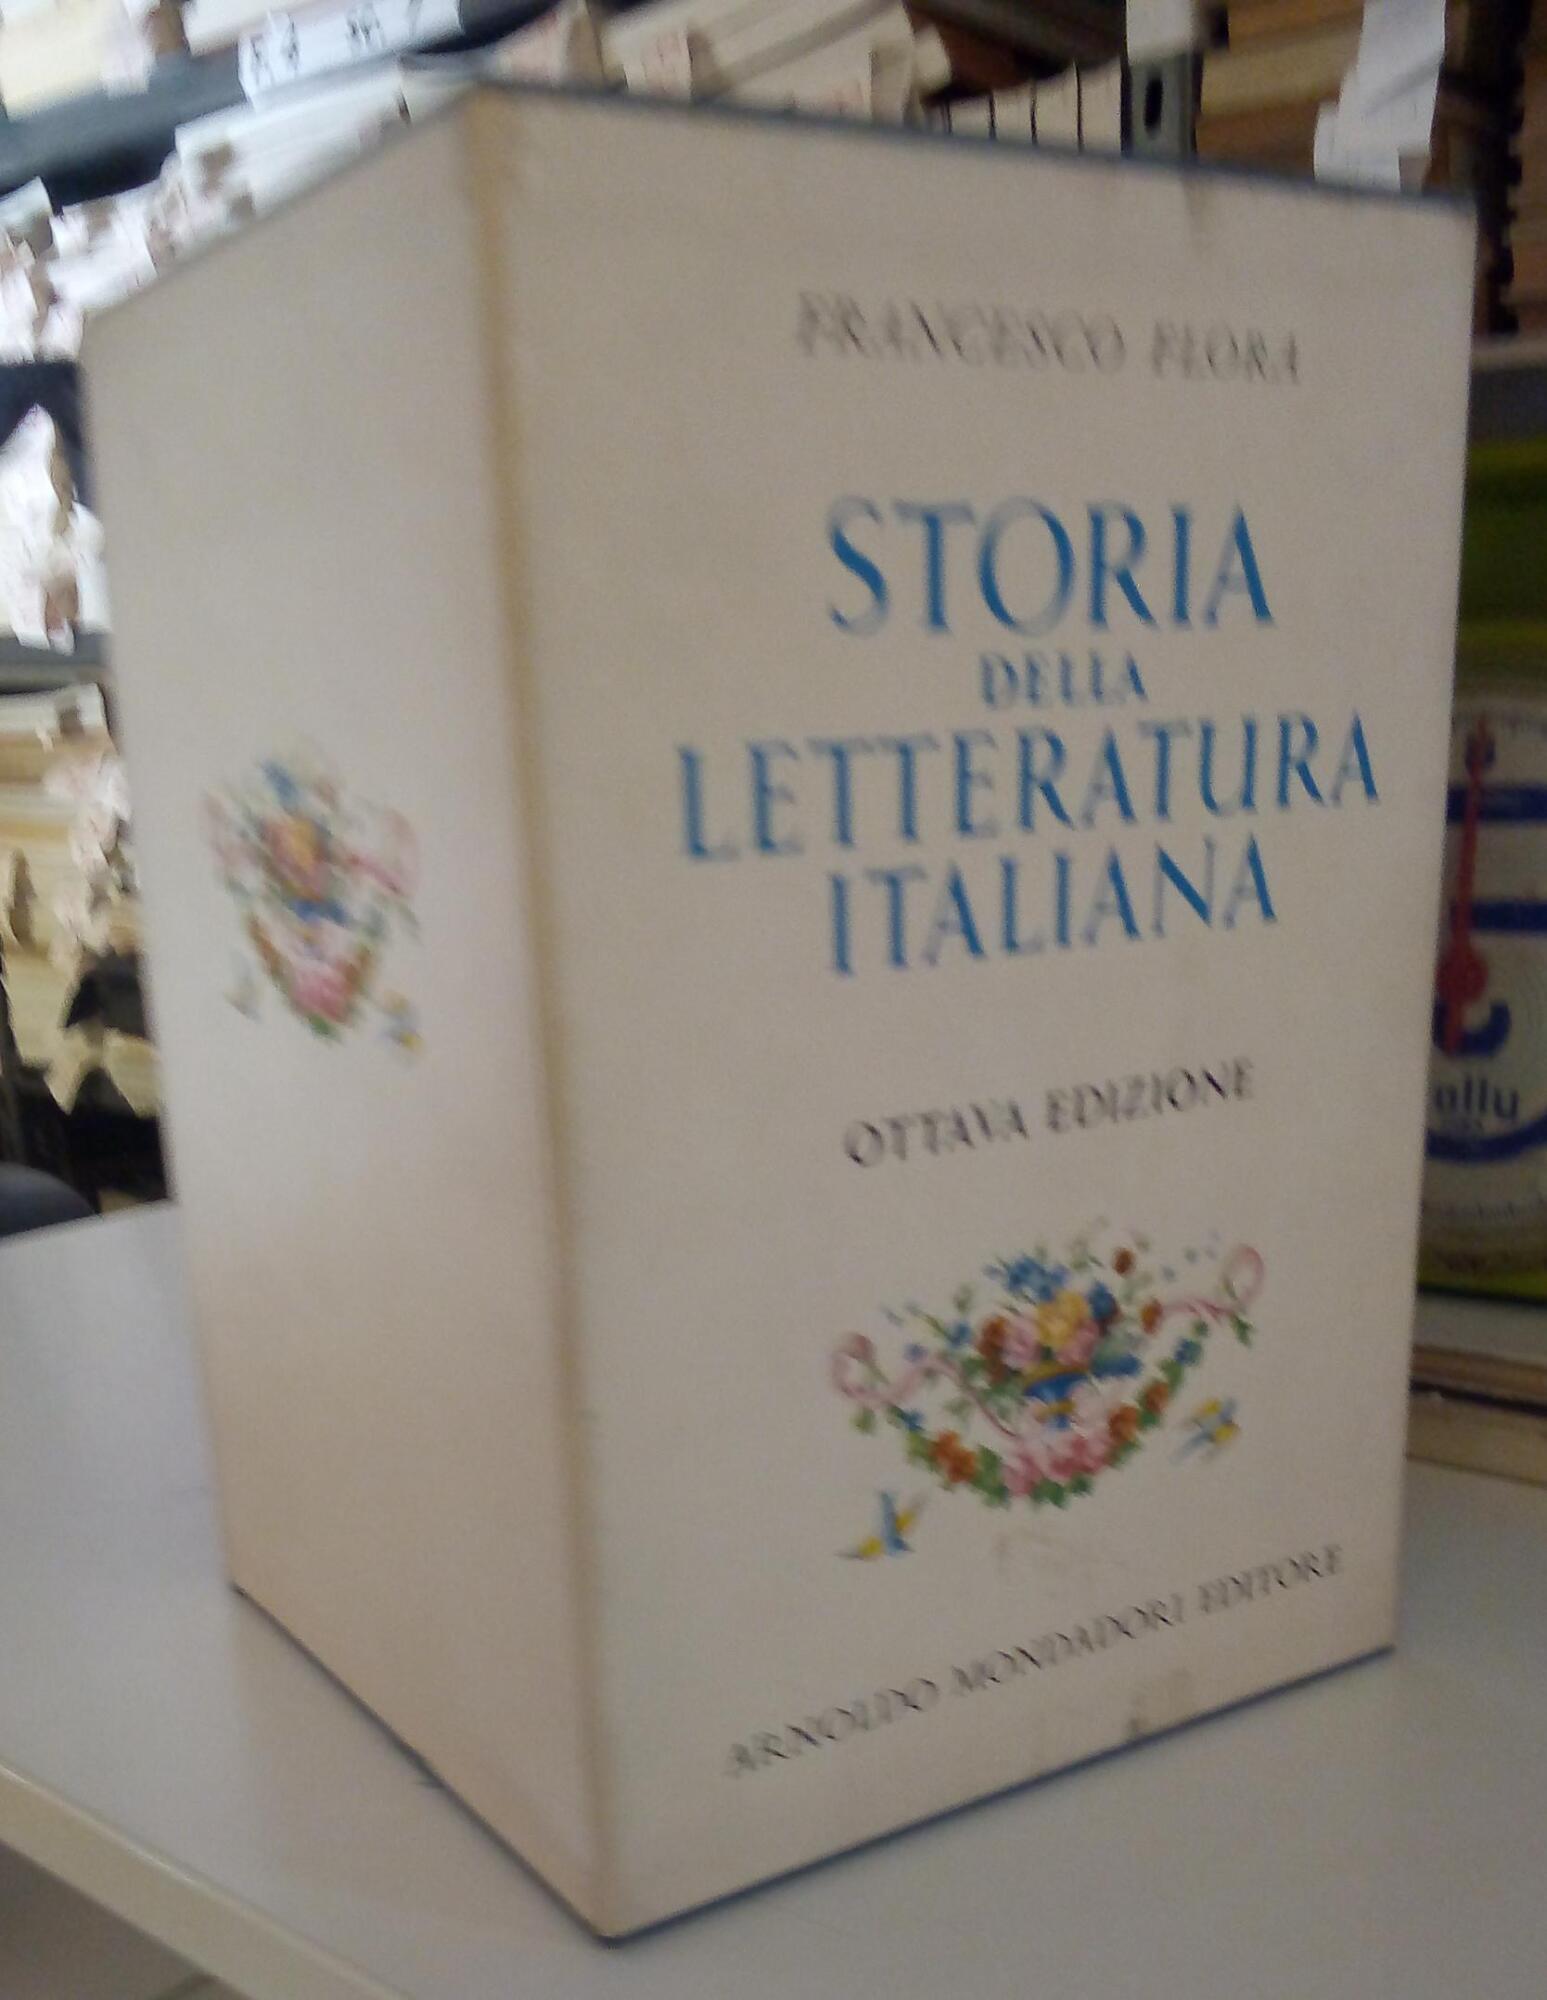 FRANCESCO FLORA
STORIA
DELLA
LETTERATURA
ITALIANA
OTTAVA EDIZIONE
ARNOLDO MONDADORI EDITORE